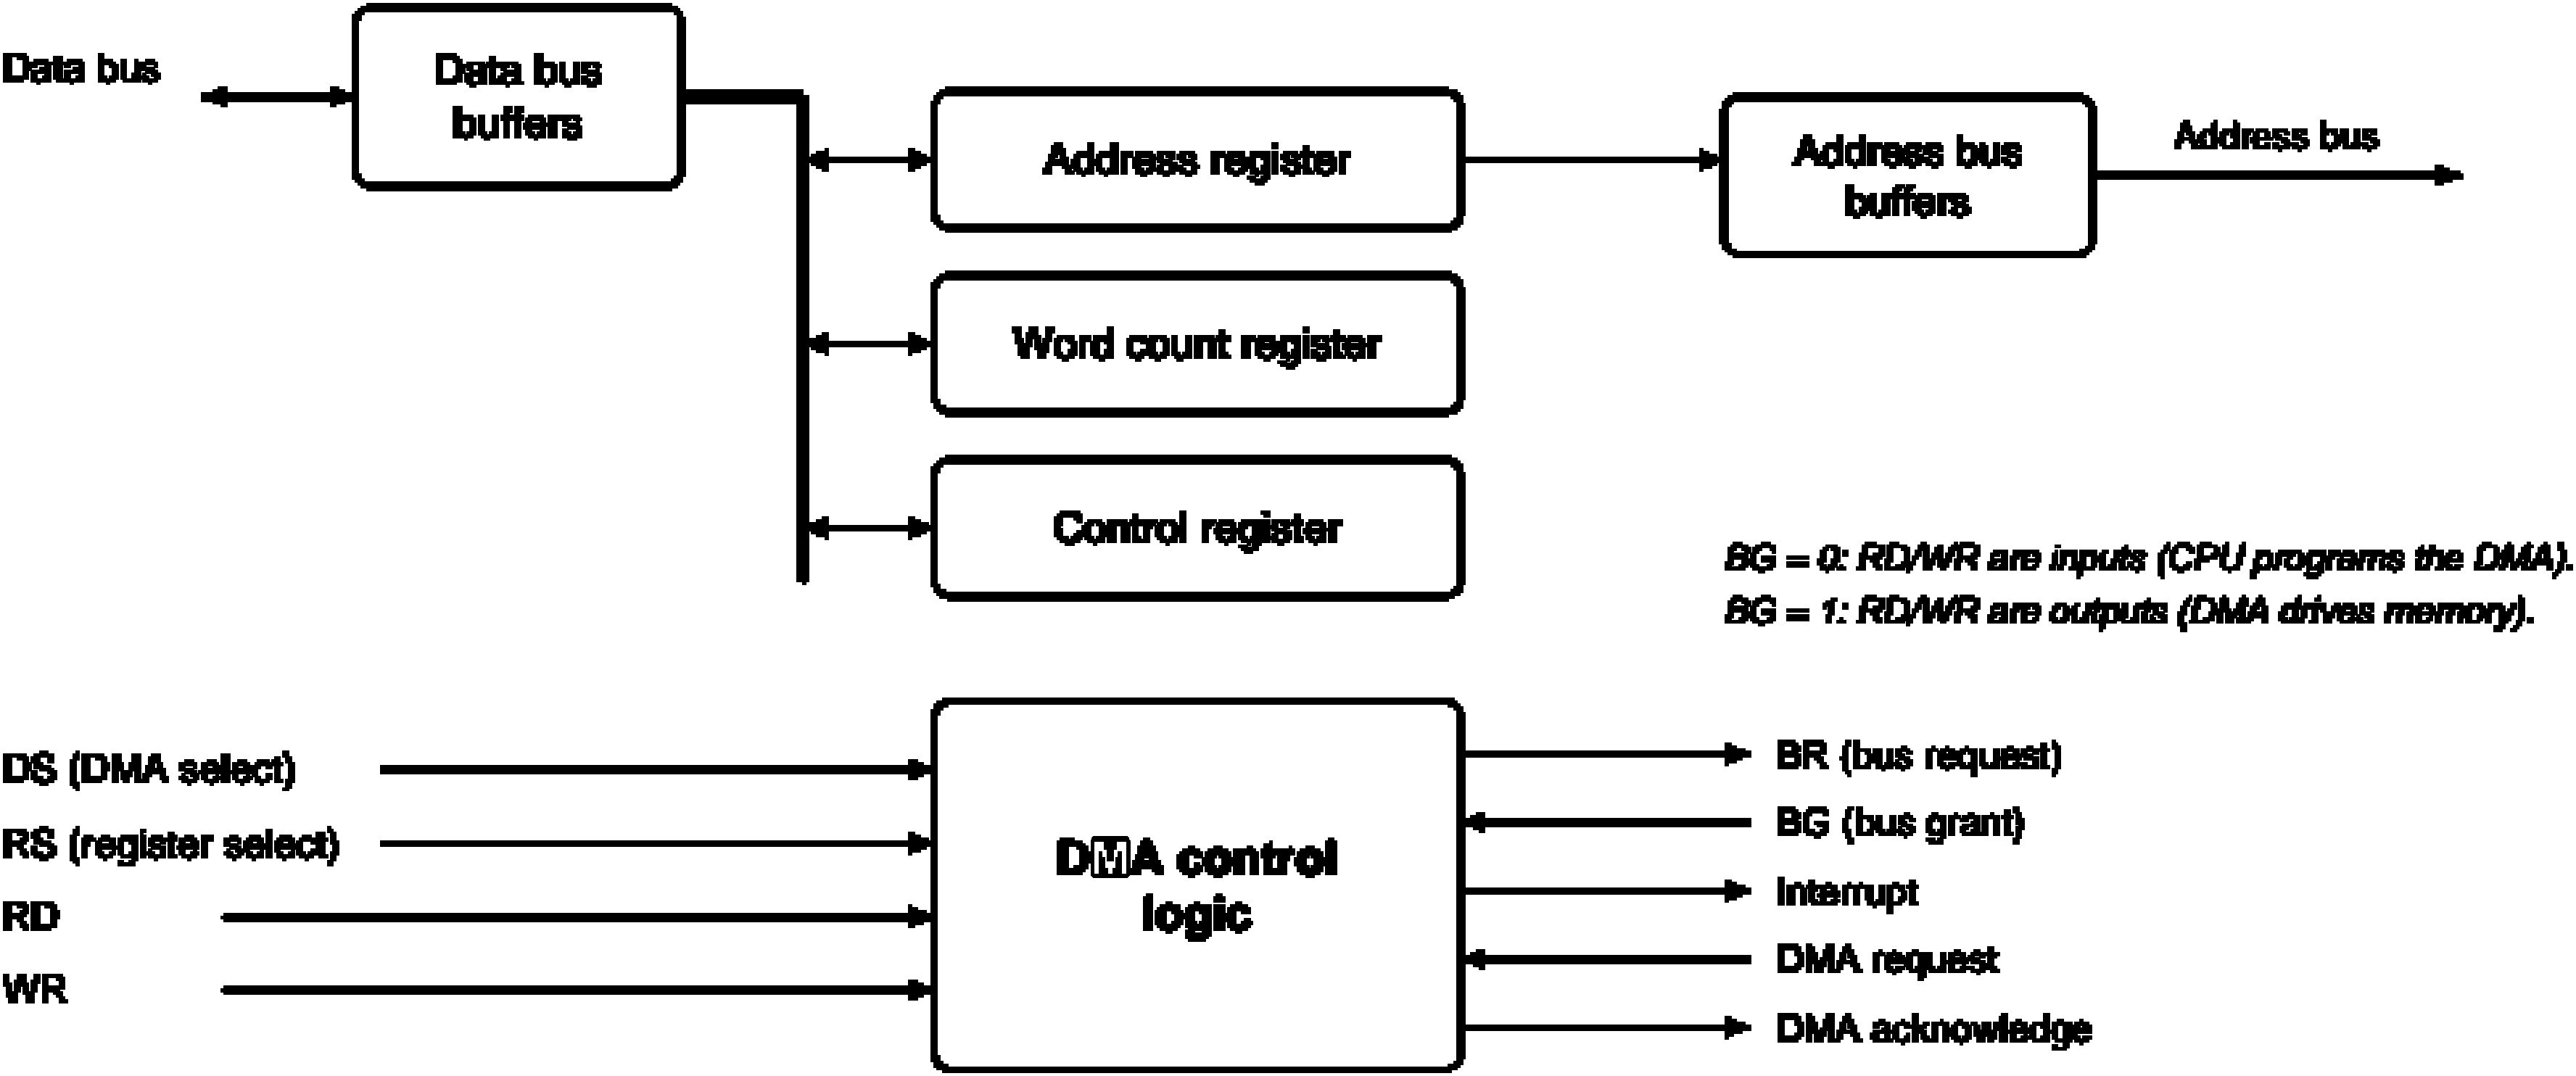 Data bus
Data bus
buffers
Address register
Address bus
buffers
Address bus
Word count register
Control register
BG = 0: RD/WR are inputs (CPU programs the DMA).
BG = 1: RD/WR are outputs (DMA drives memory).
DS (DMA select)
RS (register select)
RD
WR
DMA control
logic
BR (bus request)
BG (bus grant)
Interrupt
DMA request
DMA acknowledge